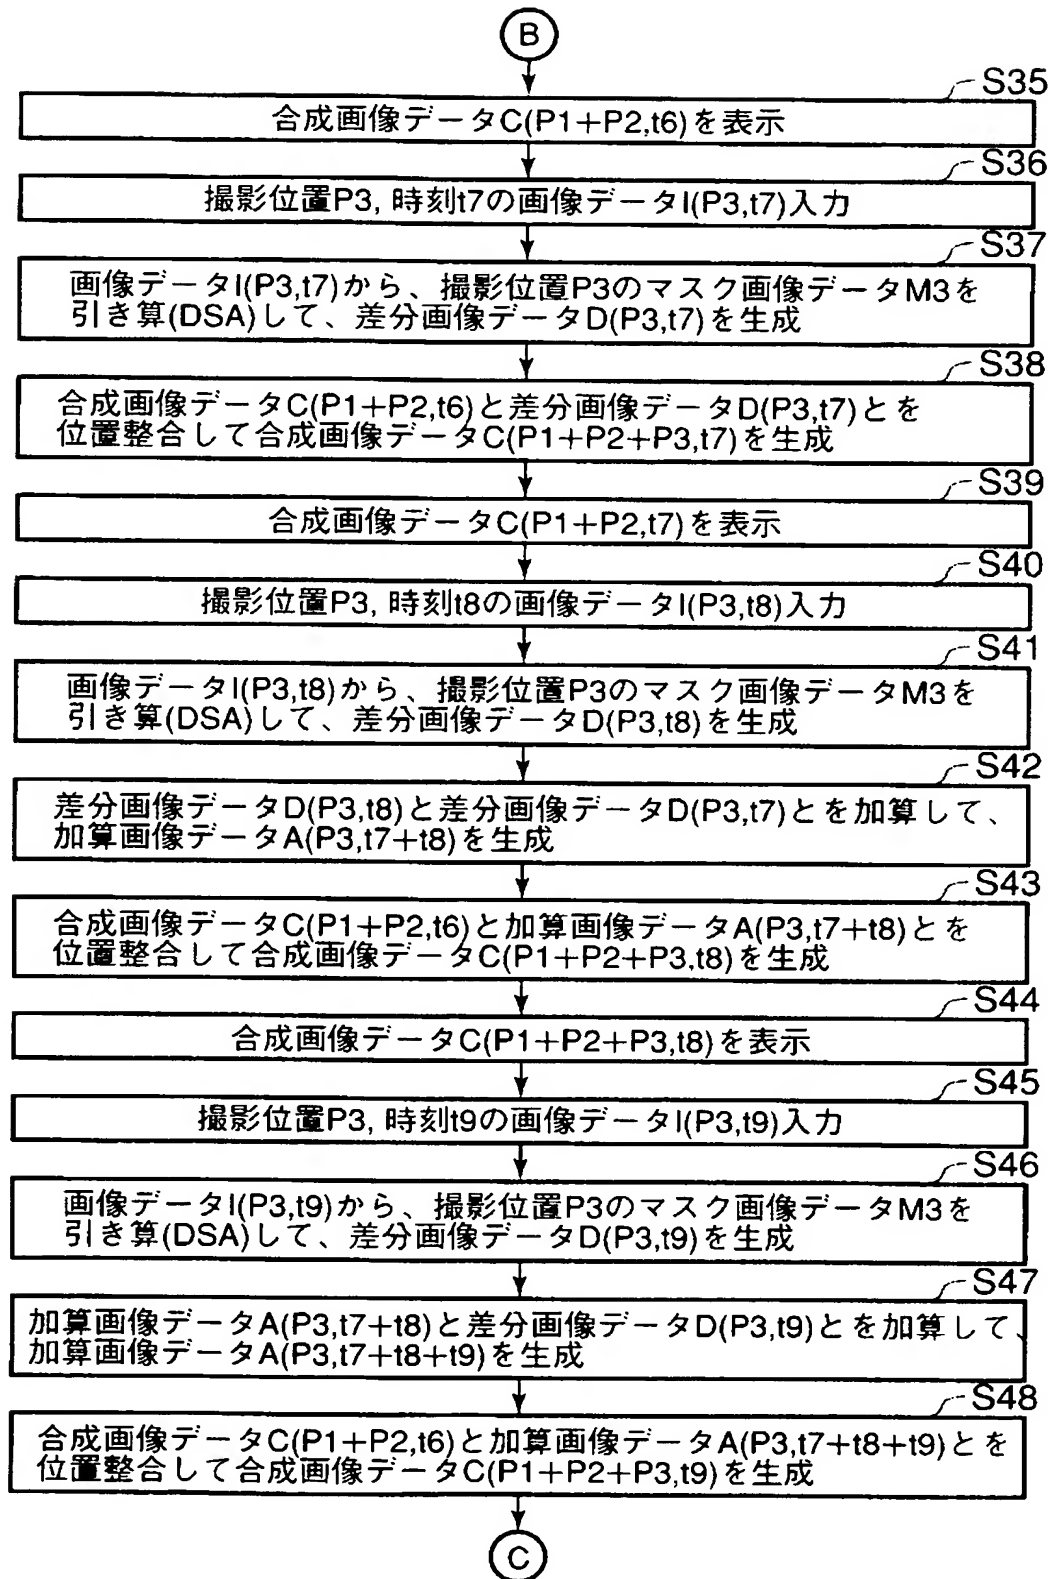 B
S35
合成画像データC(P1+P2,t6)を表示
S36
撮影位置P3, 時刻t7の画像データI(P3,t7)入力
S37
画像データI(P3,t7)から、撮影位置P3のマスク画像データM3を
引き算(DSA)して、差分画像データD(P3,t7)を生成
S38
合成画像データC(P1+P2,t6)と差分画像データD(P3,t7)とを
位置整合して合成画像データC(P1+P2+P3,t7)を生成
S39
合成画像データC(P1+P2,t7)を表示
S40
撮影位置P3, 時刻t8の画像データI(P3,t8)入力
S41
画像データI(P3,t8)から、撮影位置P3のマスク画像データM3を
引き算(DSA)して、差分画像データD(P3,t8)を生成
S42
差分画像データD(P3,t8)と差分画像データD(P3,t7)とを加算して、
加算画像データA(P3,t7+t8)を生成
S43
合成画像データC(P1+P2,t6)と加算画像データA(P3,t7+t8)とを
位置整合して合成画像データC(P1+P2+P3,t8)を生成
S44
合成画像データC(P1+P2+P3,t8)を表示
S45
撮影位置P3, 時刻t9の画像データI(P3,t9)入力
S46
画像データI(P3,t9)から、撮影位置P3のマスク画像データM3を
引き算(DSA)して、差分画像データD(P3,t9)を生成
S47
加算画像データA(P3,t7+t8)と差分画像データD(P3,t9)とを加算して、
加算画像データA(P3,t7+t8+t9)を生成
S48
合成画像データC(P1+P2,t6)と加算画像データA(P3,t7+t8+t9)とを
位置整合して合成画像データC(P1+P2+P3,t9)を生成
C